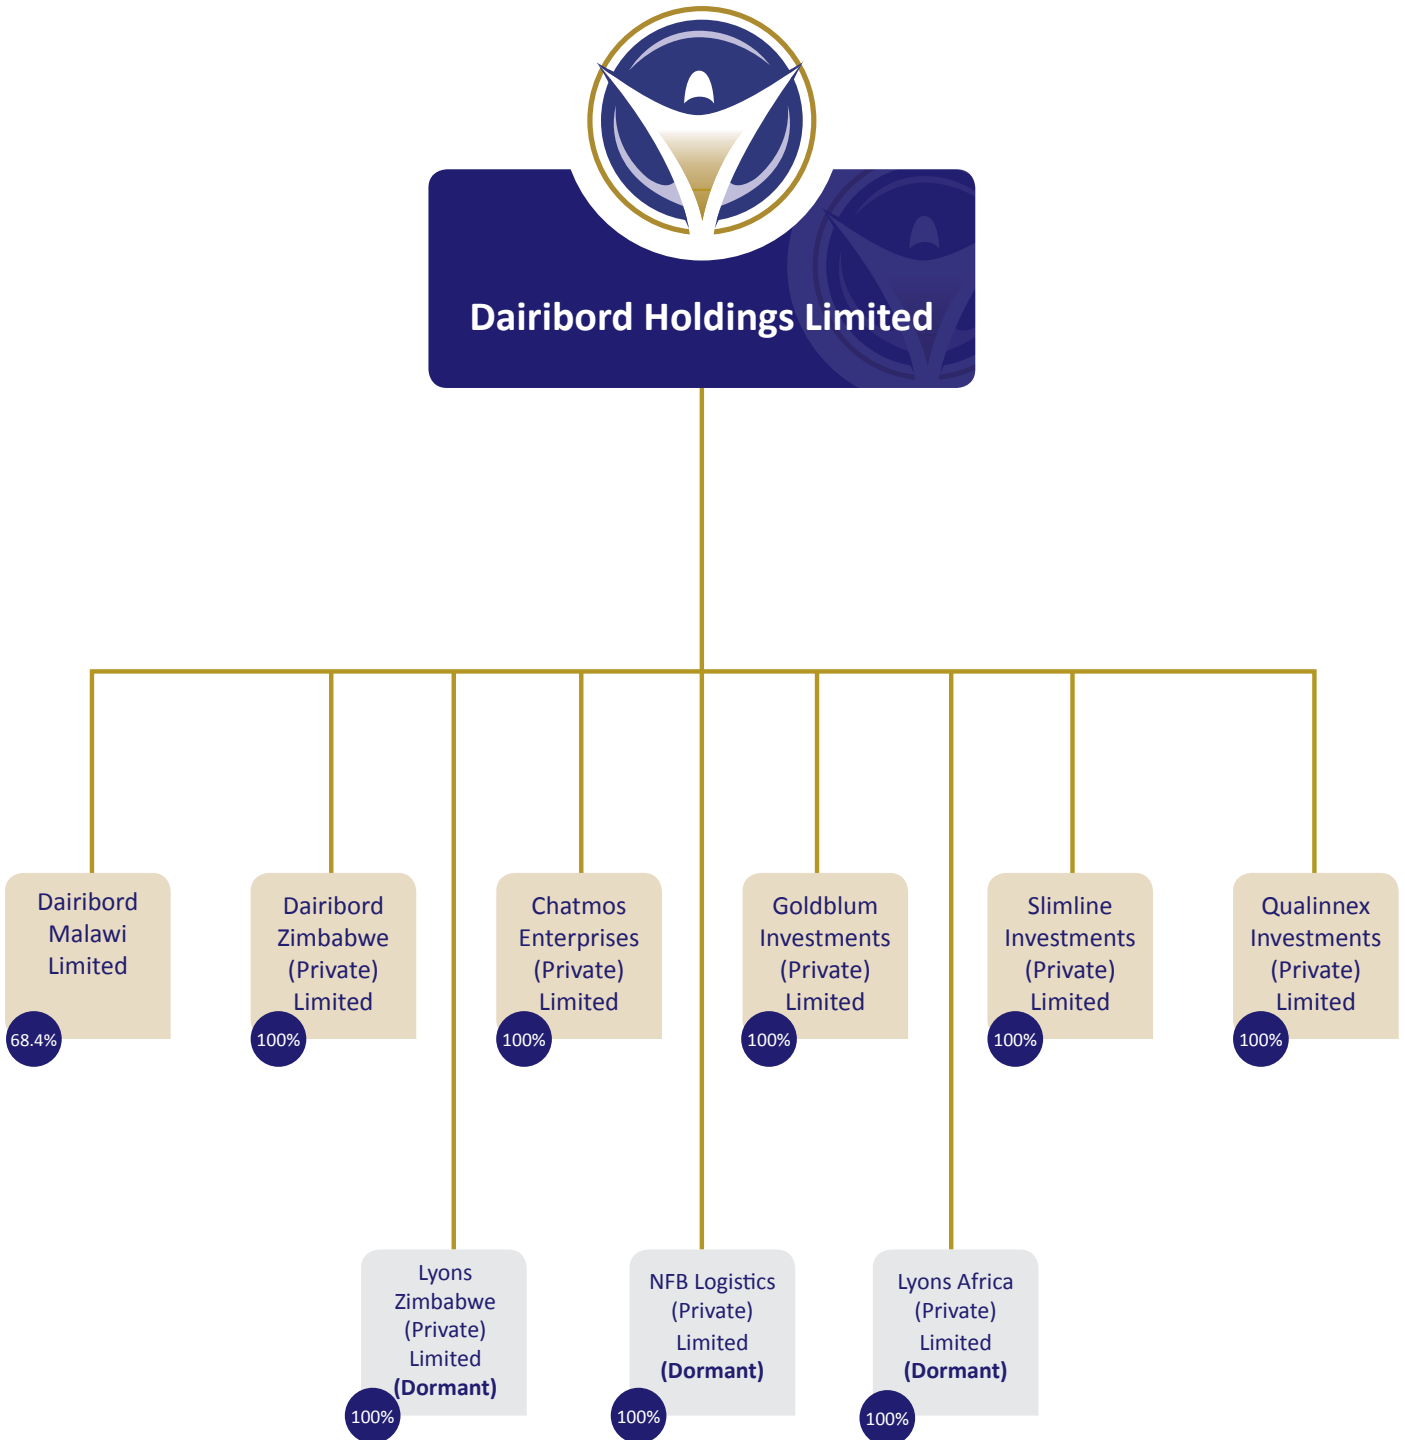 Dairibord Holdings Limited
Dairibord
Malawi
Limited
68.4%
Dairibord
Zimbabwe
(Private)
Limited
100%
Chatmos
Enterprises
(Private)
Limited
100%
Goldblum
Investments
(Private)
Limited
100%
Slimline
Investments
(Private)
Limited
100%
Qualinnex
Investments
(Private)
Limited
100%
Lyons
Zimbabwe
(Private)
Limited
(Dormant)
100%
NFB Logistics
(Private)
Limited
(Dormant)
100%
Lyons Africa
(Private)
Limited
(Dormant)
100%